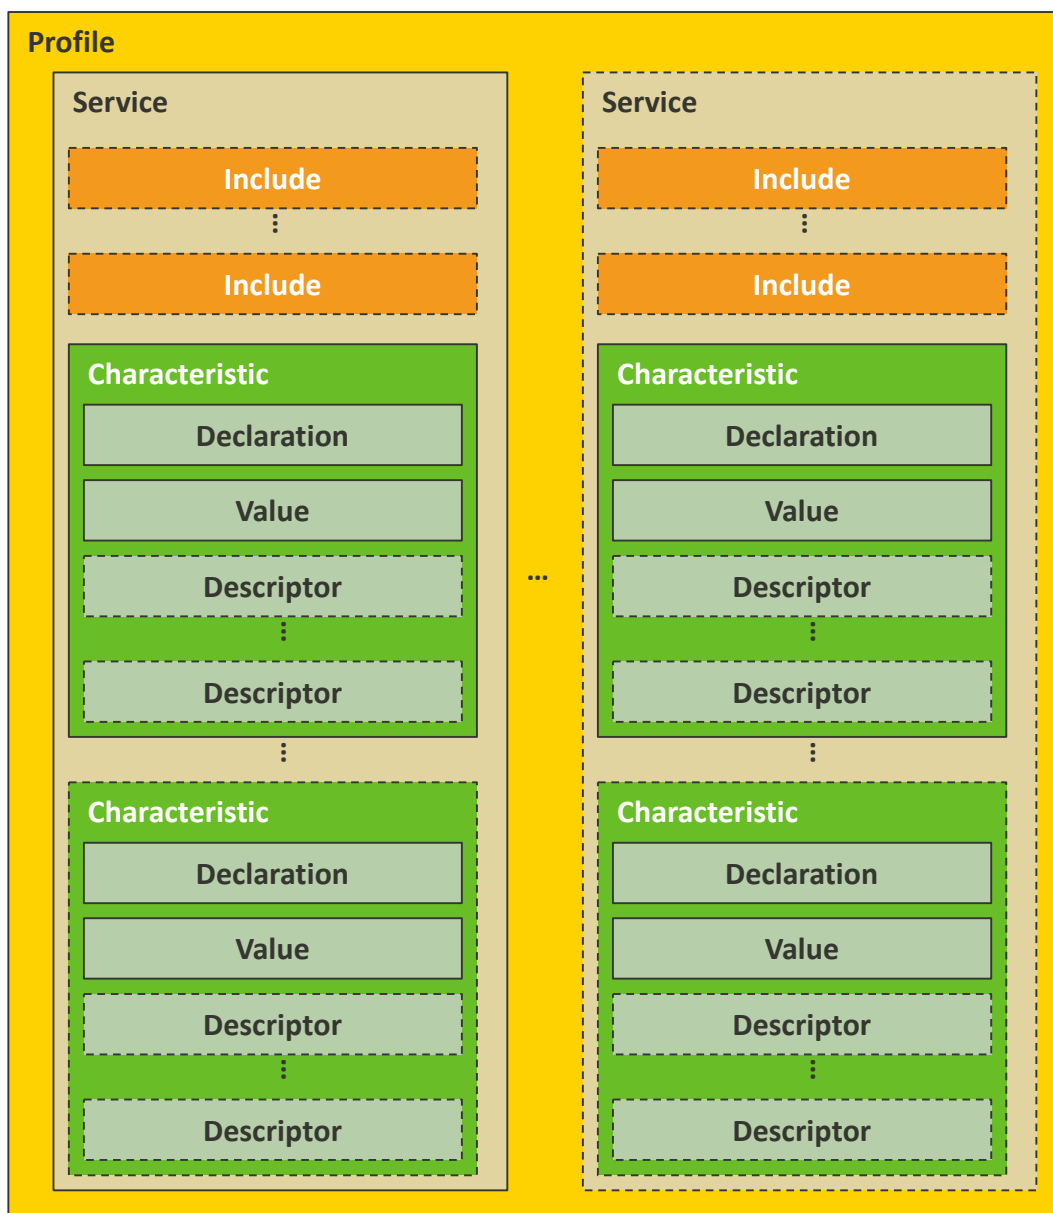 Profile
Service
Include
⋮
Include
Characteristic
Declaration
Value
Descriptor
⋮
Descriptor
⋮
Characteristic
Declaration
Value
Descriptor
⋮
Descriptor
...
Service
Include
⋮
Include
Characteristic
Declaration
Value
Descriptor
⋮
Descriptor
⋮
Characteristic
Declaration
Value
Descriptor
⋮
Descriptor